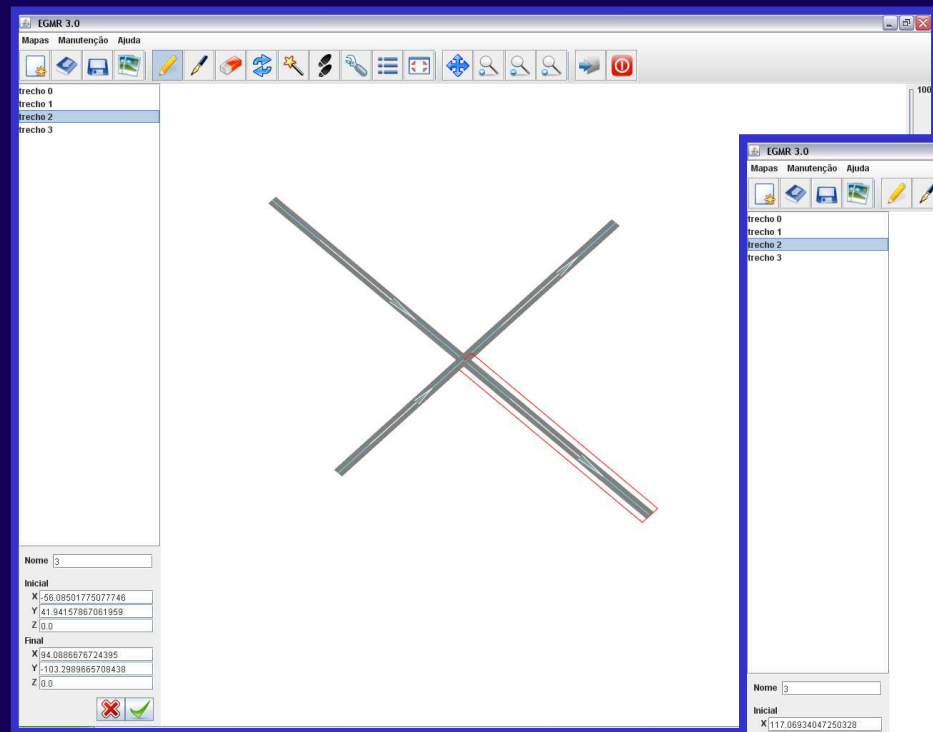 EGMR 3.0
Mapas Manutenção Ajuda
trecho 0
trecho 1
trecho 2
trecho 3
100
Nome 3
Inicial
X -56.08501775077746
Y 41.94157867061959
Z 0.0
Final
X 94.0886676724395
Y -103.2989665708438
Z 0.0
EGMR 3.0
Mapas Manutenção Ajuda
trecho 0
trecho 1
trecho 2
trecho 3
Nome 3
Inicial
X 117.06934047250328